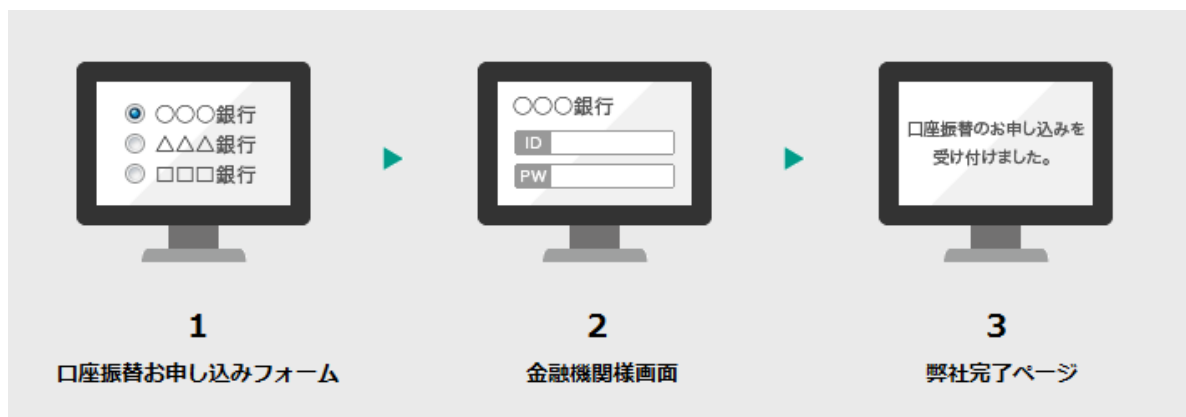 ○○○銀行
△△△銀行
□□□銀行
○○○銀行
ID
PW
口座振替のお申し込みを
受け付けました。
1
口座振替お申し込みフォーム
2
金融機関様画面
3
弊社完了ページ